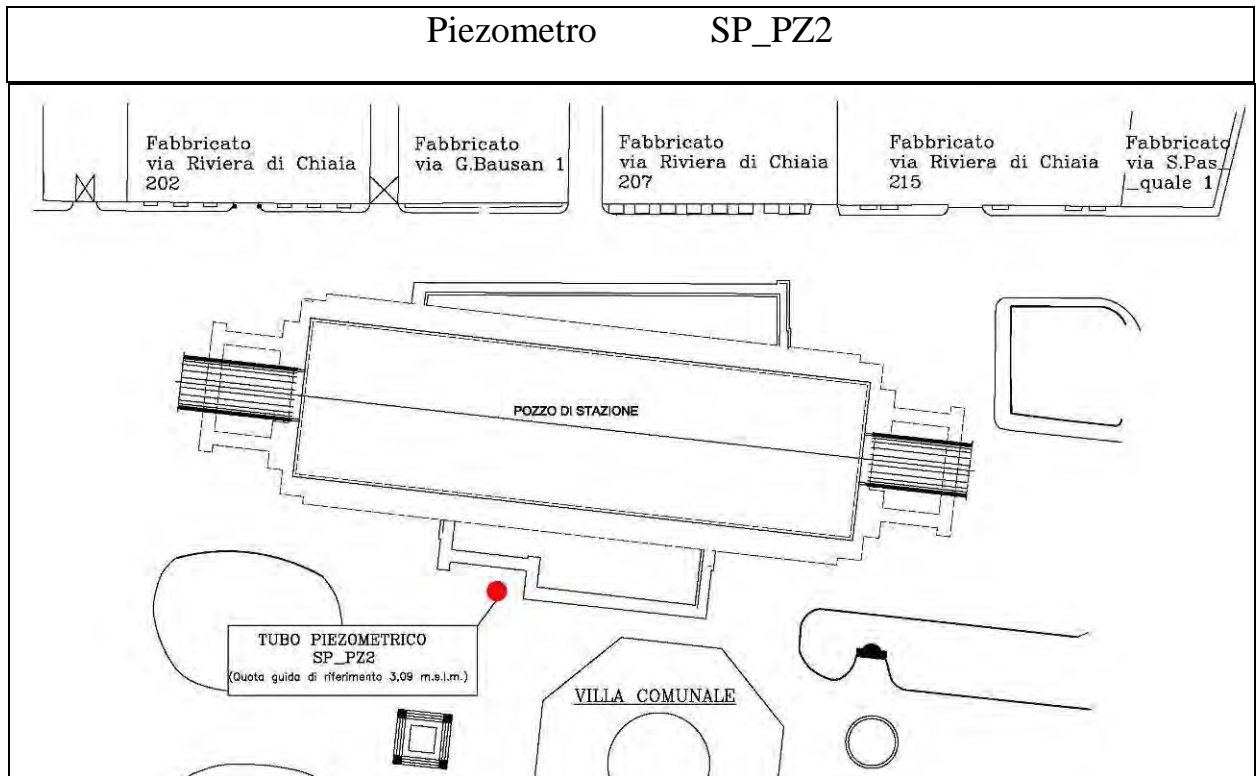 Piezometro SP_PZ2
Fabbricato
via Riviera di Chiaia
202
Fabbricato
via G.Bausan 1
Fabbricato
via Riviera di Chiaia
207
Fabbricato
via Riviera di Chiaia
215
Fabbricato
via S.Pas_
_quale 1
POZZO DI STAZIONE
TUBO PIEZOMETRICO
SP_PZ2
(Quota guida di riferimento 3,09 m.s.l.m.)
VILLA COMUNALE